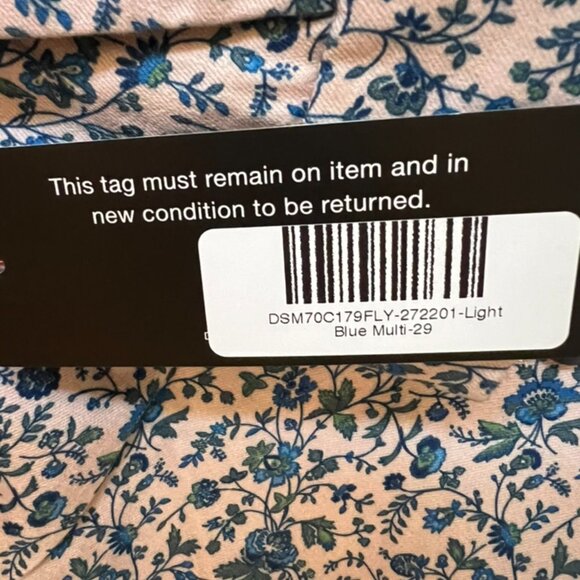 This tag must remain on item and in
new condition to be returned.
DSM70C179FLY-272201-Light
Blue Multi-29